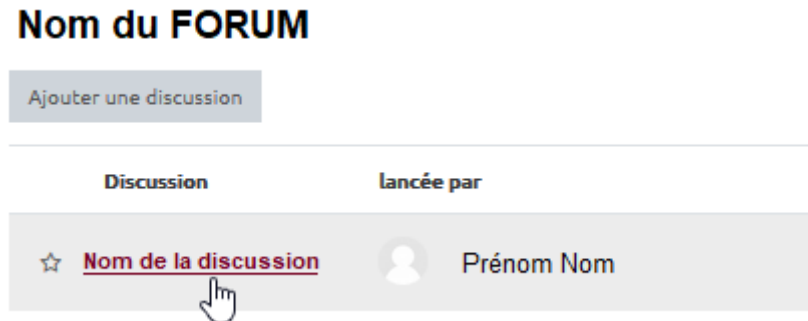 Nom du FORUM
Ajouter une discussion
Discussion lancée par
Nom de la discussion Prénom Nom